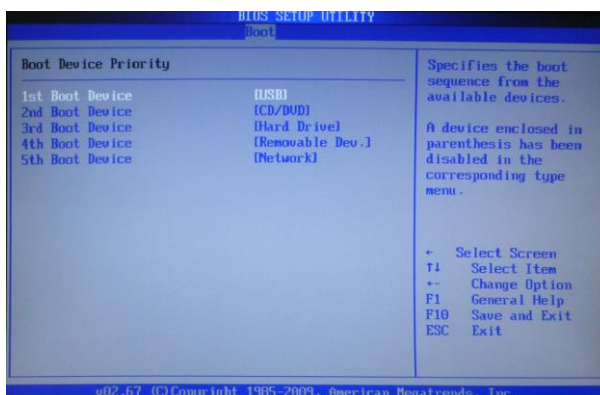 BIOS SETUP UTILITY
Boot
Boot Device Priority
1st Boot Device [USB]
2nd Boot Device [CD/DVD]
3rd Boot Device [Hard Drive]
4th Boot Device [Removable Dev.]
5th Boot Device [Network]
Specifies the boot
sequence from the
available devices.
A device enclosed in
parenthesis has been
disabled in the
corresponding type
menu.
← Select Screen
↑↓ Select Item
+- Change Option
F1 General Help
F10 Save and Exit
ESC Exit
v02.67 (C)Copyright 1985-2009, American Megatrends, Inc.